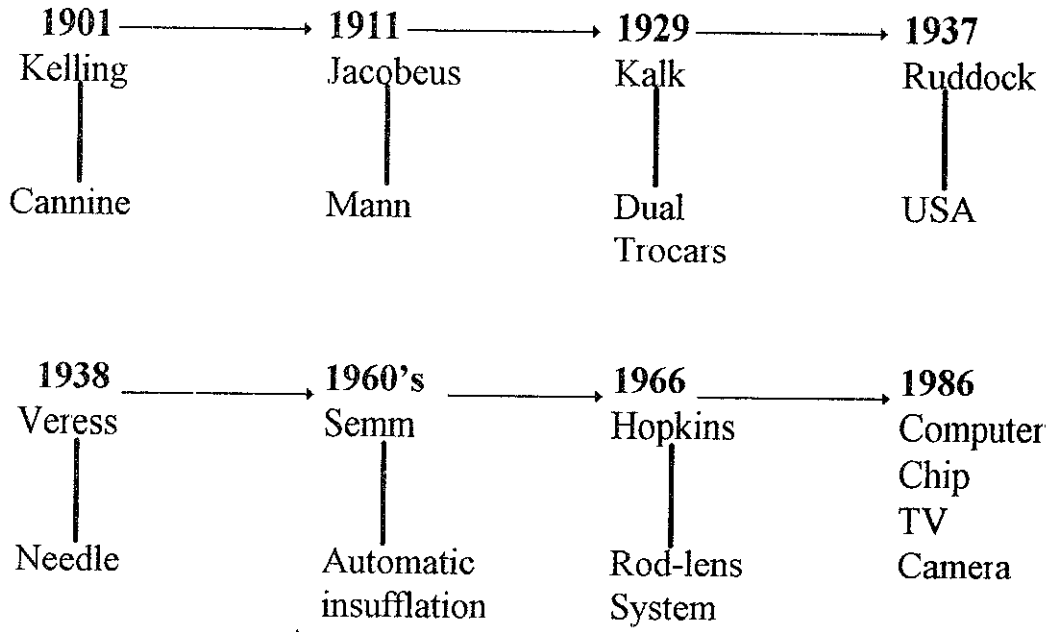 1901
Kelling
Cannine
1911
Jacobeus
Mann
1929
Kalk
Dual
Trocars
1937
Ruddock
USA
1938
Veress
Needle
1960's
Semm
Automatic
insufflation
1966
Hopkins
Rod-lens
System
1986
Computer
Chip
TV
Camera